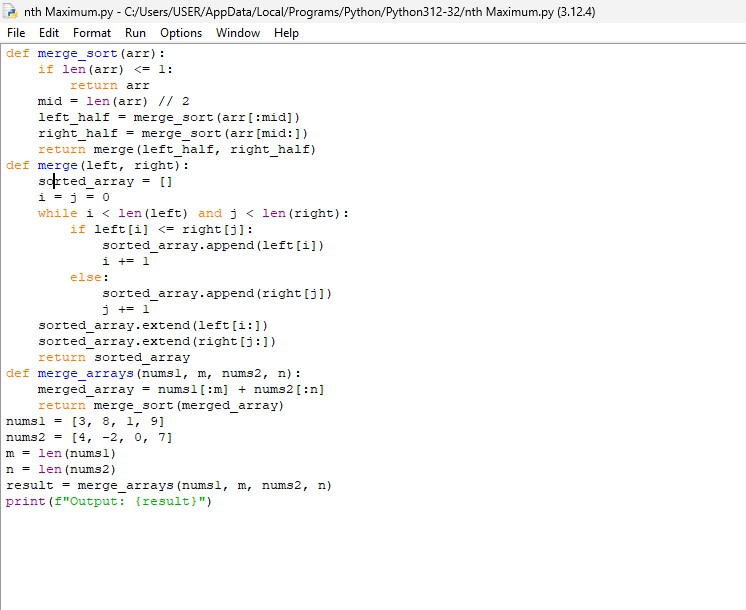 nth Maximum.py - C:/Users/USER/AppData/Local/Programs/Python/Python312-32/nth Maximum.py (3.12.4)
File Edit Format Run Options Window Help
def merge_sort(arr):
    if len(arr) <= 1:
        return arr
    mid = len(arr) // 2
    left_half = merge_sort(arr[:mid])
    right_half = merge_sort(arr[mid:])
    return merge(left_half, right_half)
def merge(left, right):
    sorted_array = []
    i = j = 0
    while i < len(left) and j < len(right):
        if left[i] <= right[j]:
            sorted_array.append(left[i])
            i += 1
        else:
            sorted_array.append(right[j])
            j += 1
    sorted_array.extend(left[i:])
    sorted_array.extend(right[j:])
    return sorted_array
def merge_arrays(nums1, m, nums2, n):
    merged_array = nums1[:m] + nums2[:n]
    return merge_sort(merged_array)
nums1 = [3, 8, 1, 9]
nums2 = [4, -2, 0, 7]
m = len(nums1)
n = len(nums2)
result = merge_arrays(nums1, m, nums2, n)
print(f"Output: {result}")